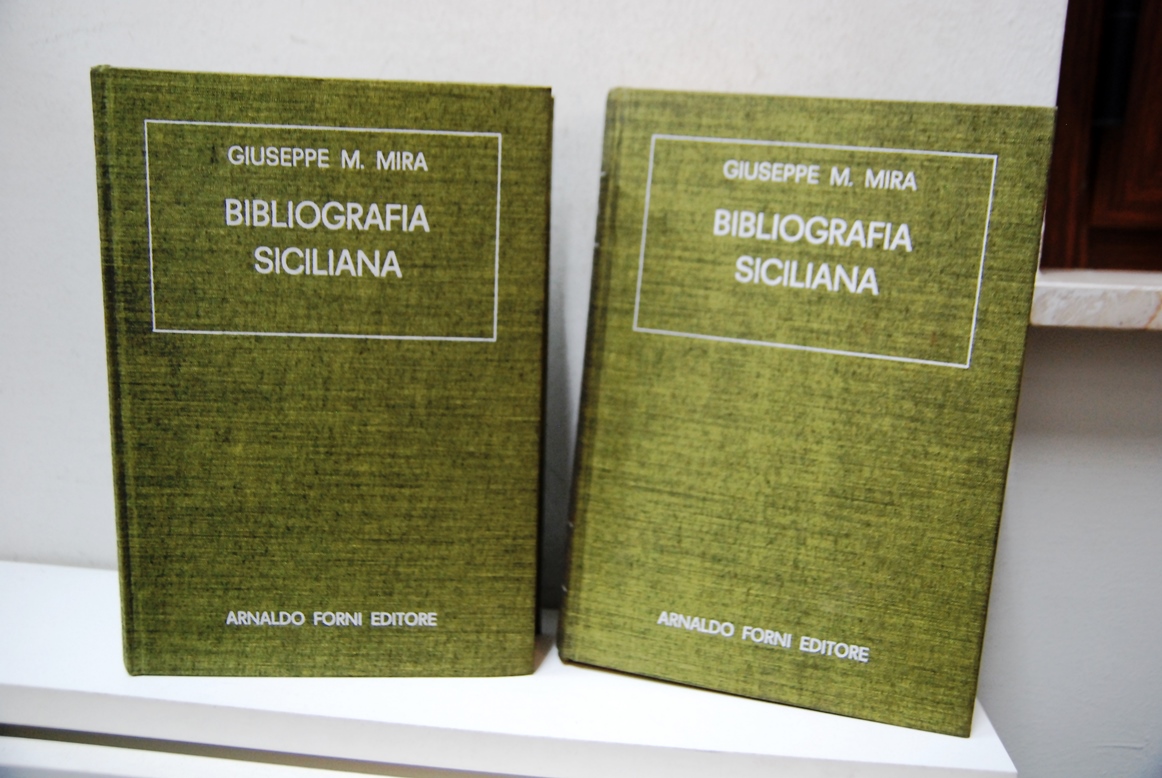 GIUSEPPE M. MIRA
BIBLIOGRAFIA
SICILIANA
ARNALDO FORNI EDITORE
GIUSEPPE M. MIRA
BIBLIOGRAFIA
SICILIANA
ARNALDO FORNI EDITORE